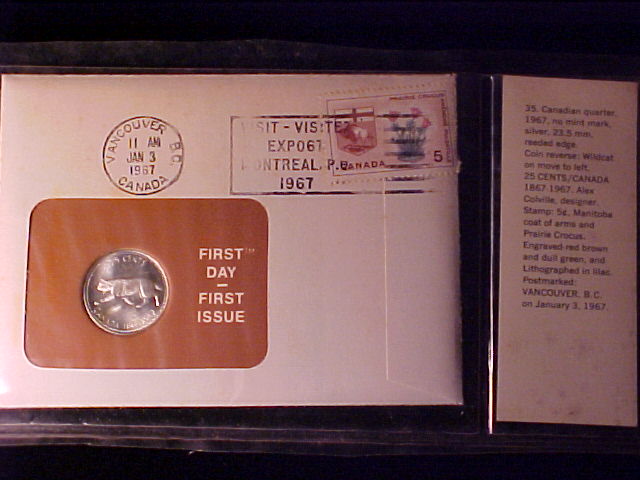 VANCOUVER B.C.
11 AM
JAN 3
1967
CANADA
VISIT - VISITEZ
EXPO67
MONTREAL, P.Q.
1967
PRAIRIE CROCUS
CANADA
5
FIRST™
DAY
—
FIRST
ISSUE
35. Canadian quarter,
1967, no mint mark,
silver, 23.5 mm,
reeded edge.
Coin reverse: Wildcat
on move to left.
25 CENTS/CANADA
1867-1967. Alex
Colville, designer.
Stamp: 5¢, Manitoba
coat of arms and
Prairie Crocus.
Engraved-red brown
and dull green, and
Lithographed in lilac.
Postmarked:
VANCOUVER, B.C.
on January 3, 1967.